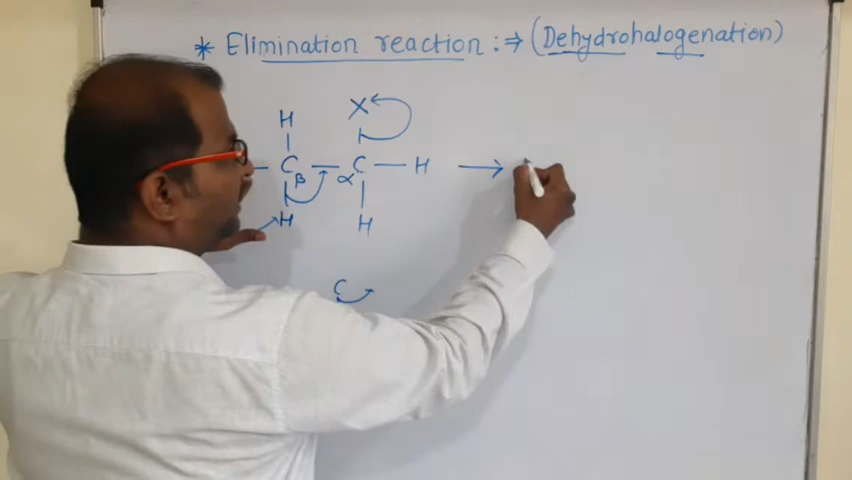 * Elimination reaction :⇒ (Dehydrohalogenation)
H X
— C — C — H →
β α
H H
C